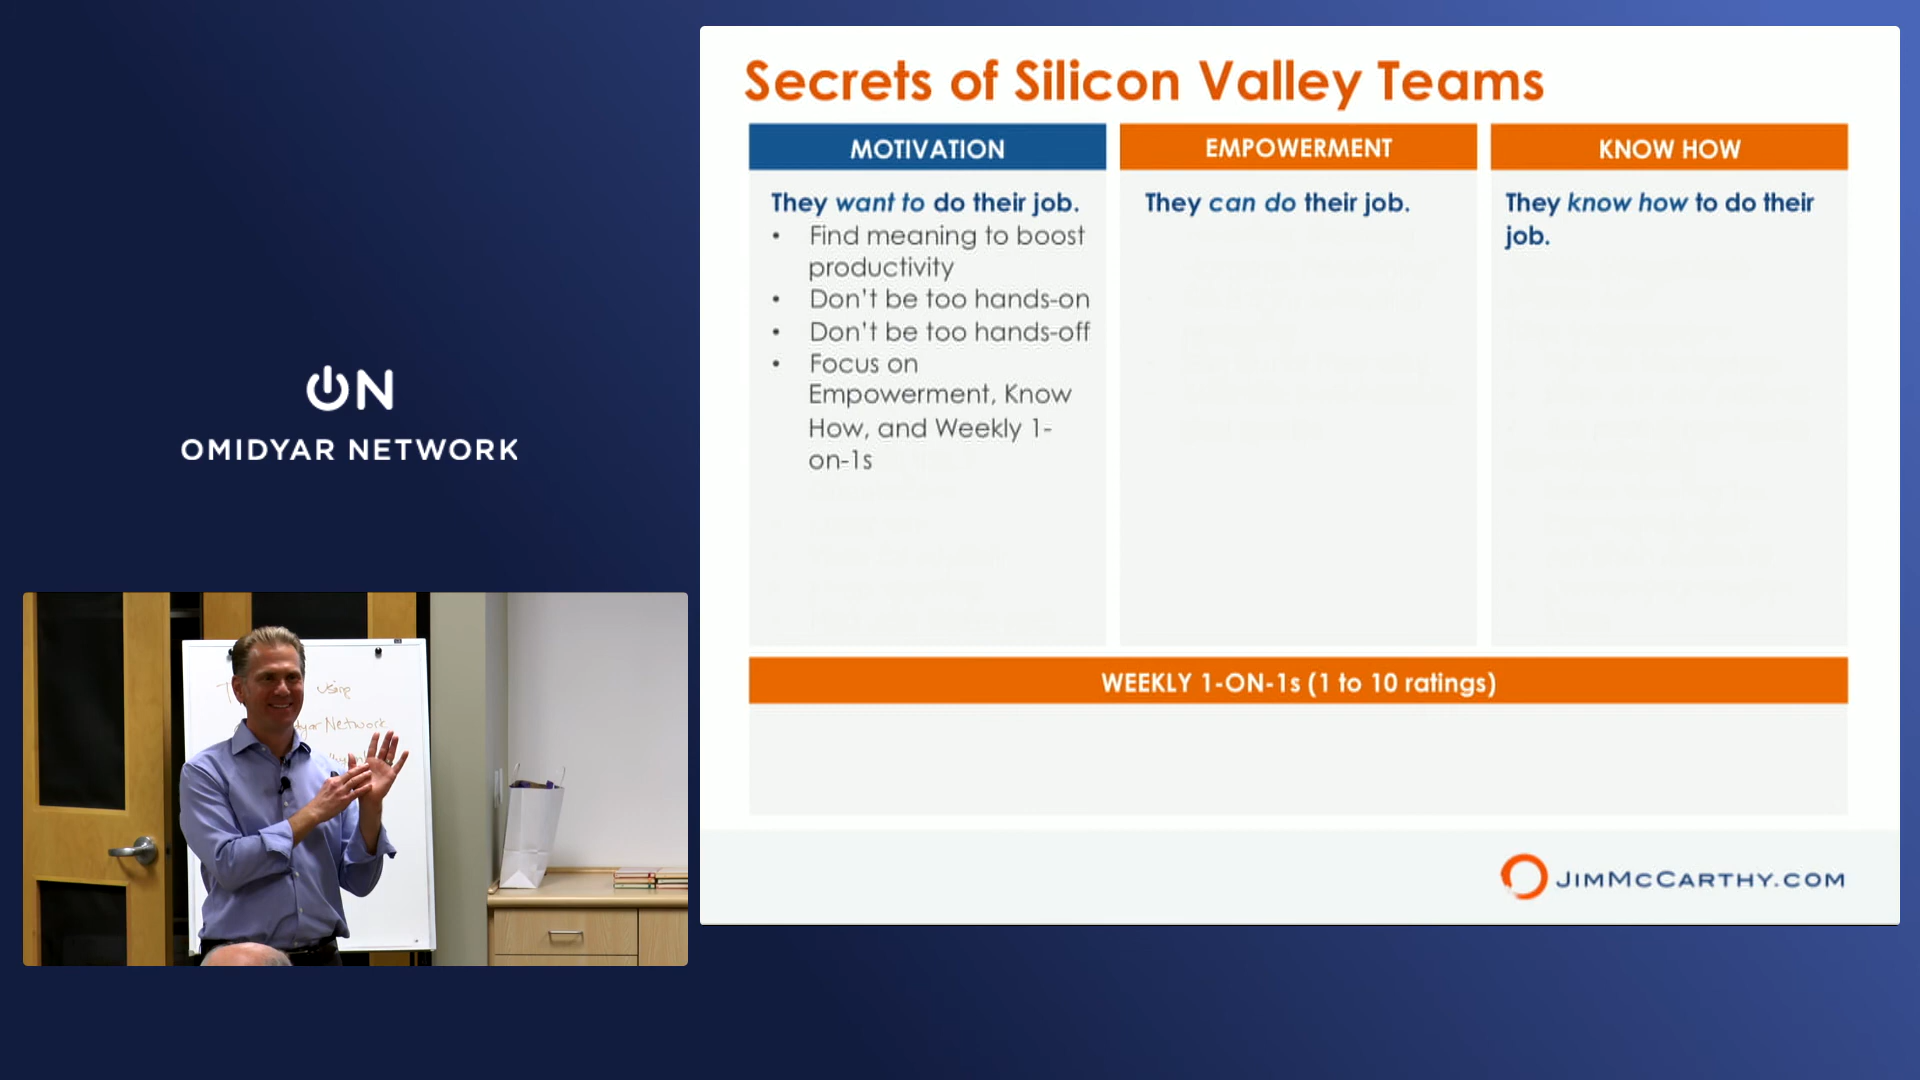 Secrets of Silicon Valley Teams
MOTIVATION
They want to do their job.
• Find meaning to boost
productivity
• Don't be too hands-on
• Don't be too hands-off
• Focus on
Empowerment, Know
How, and Weekly 1-
on-1s
EMPOWERMENT
They can do their job.
KNOW HOW
They know how to do their
job.
WEEKLY 1-ON-1s (1 to 10 ratings)
JIMMCCARTHY.COM
ON
OMIDYAR NETWORK
using
Network